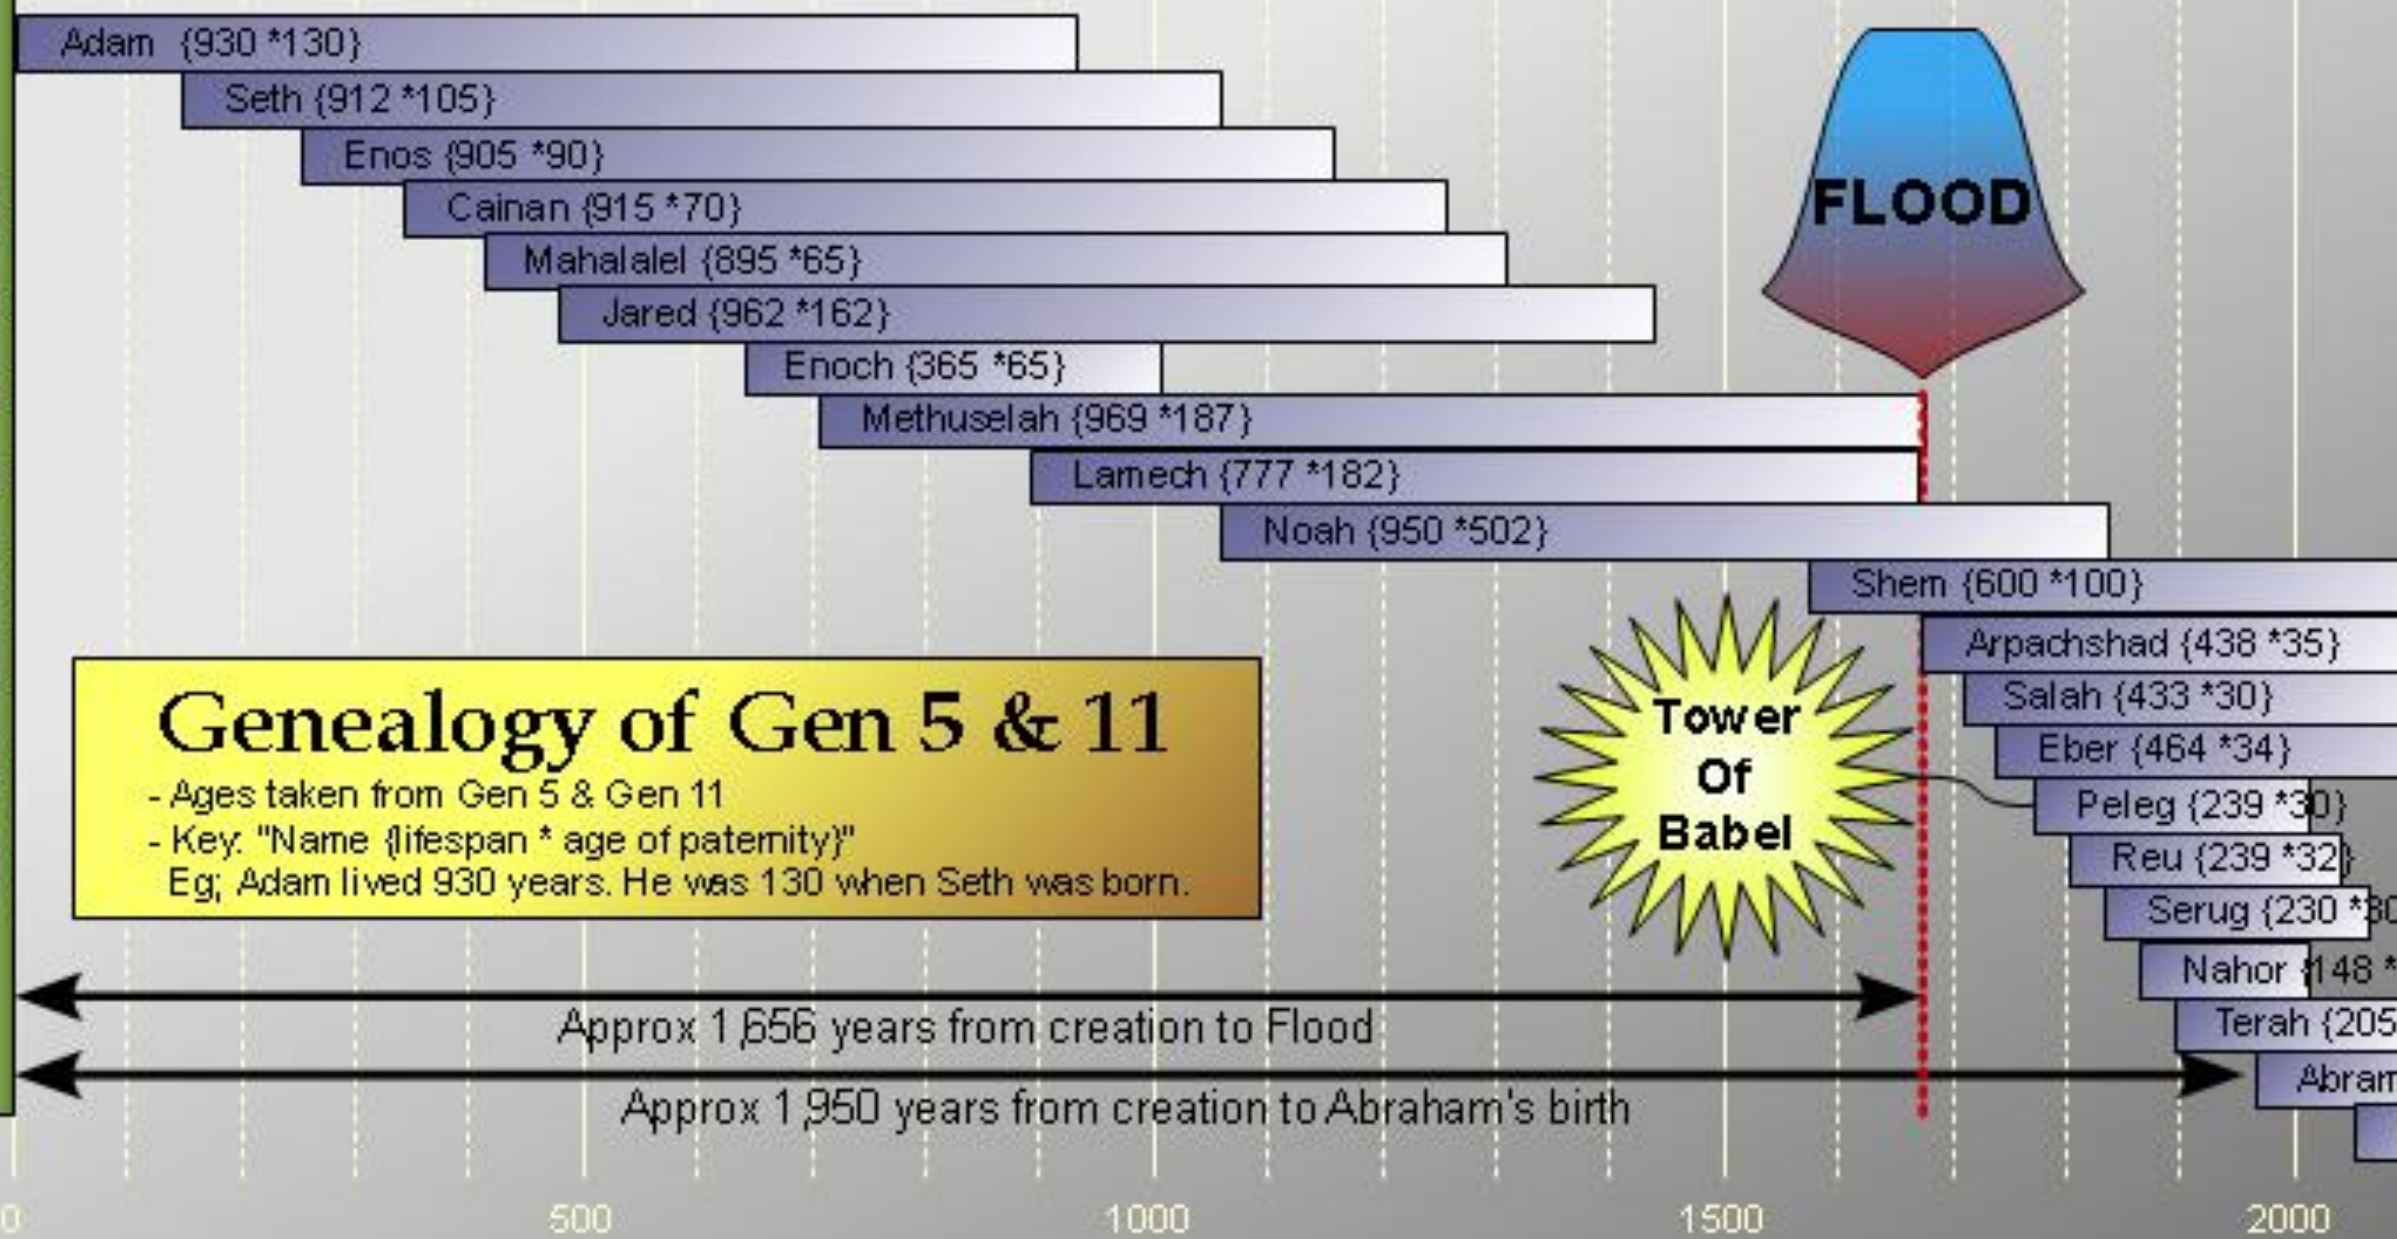 Adam {930 *130}
Seth {912 *105}
Enos {905 *90}
Cainan {915 *70}
Mahalalel {895 *65}
Jared {962 *162}
Enoch {365 *65}
Methuselah {969 *187}
Lamech {777 *182}
Noah {950 *502}
Shem {600 *100}
Arpachshad {438 *35}
Salah {433 *30}
Eber {464 *34}
Peleg {239 *30}
Reu {239 *32}
Serug {230 *30
Nahor {148 *
Terah {205
Abram
FLOOD
Tower
Of
Babel
Genealogy of Gen 5 & 11
- Ages taken from Gen 5 & Gen 11
- Key: "Name {lifespan * age of paternity}"
Eg; Adam lived 930 years. He was 130 when Seth was born.
Approx 1,656 years from creation to Flood
Approx 1,950 years from creation to Abraham's birth
0 500 1000 1500 2000